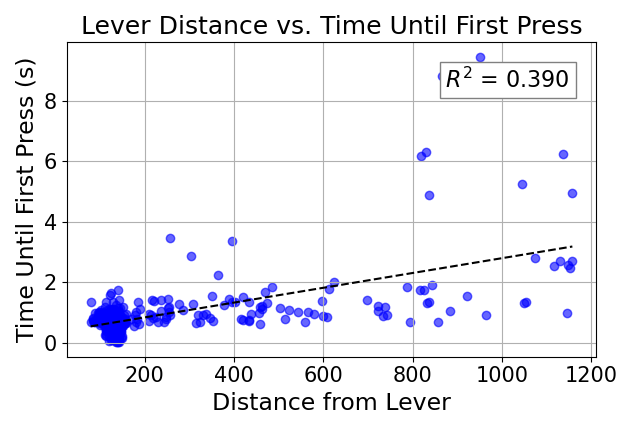 Lever Distance vs. Time Until First Press
Time Until First Press (s)
R² = 0.390
8
6
4
2
0
200 400 600 800 1000 1200
Distance from Lever